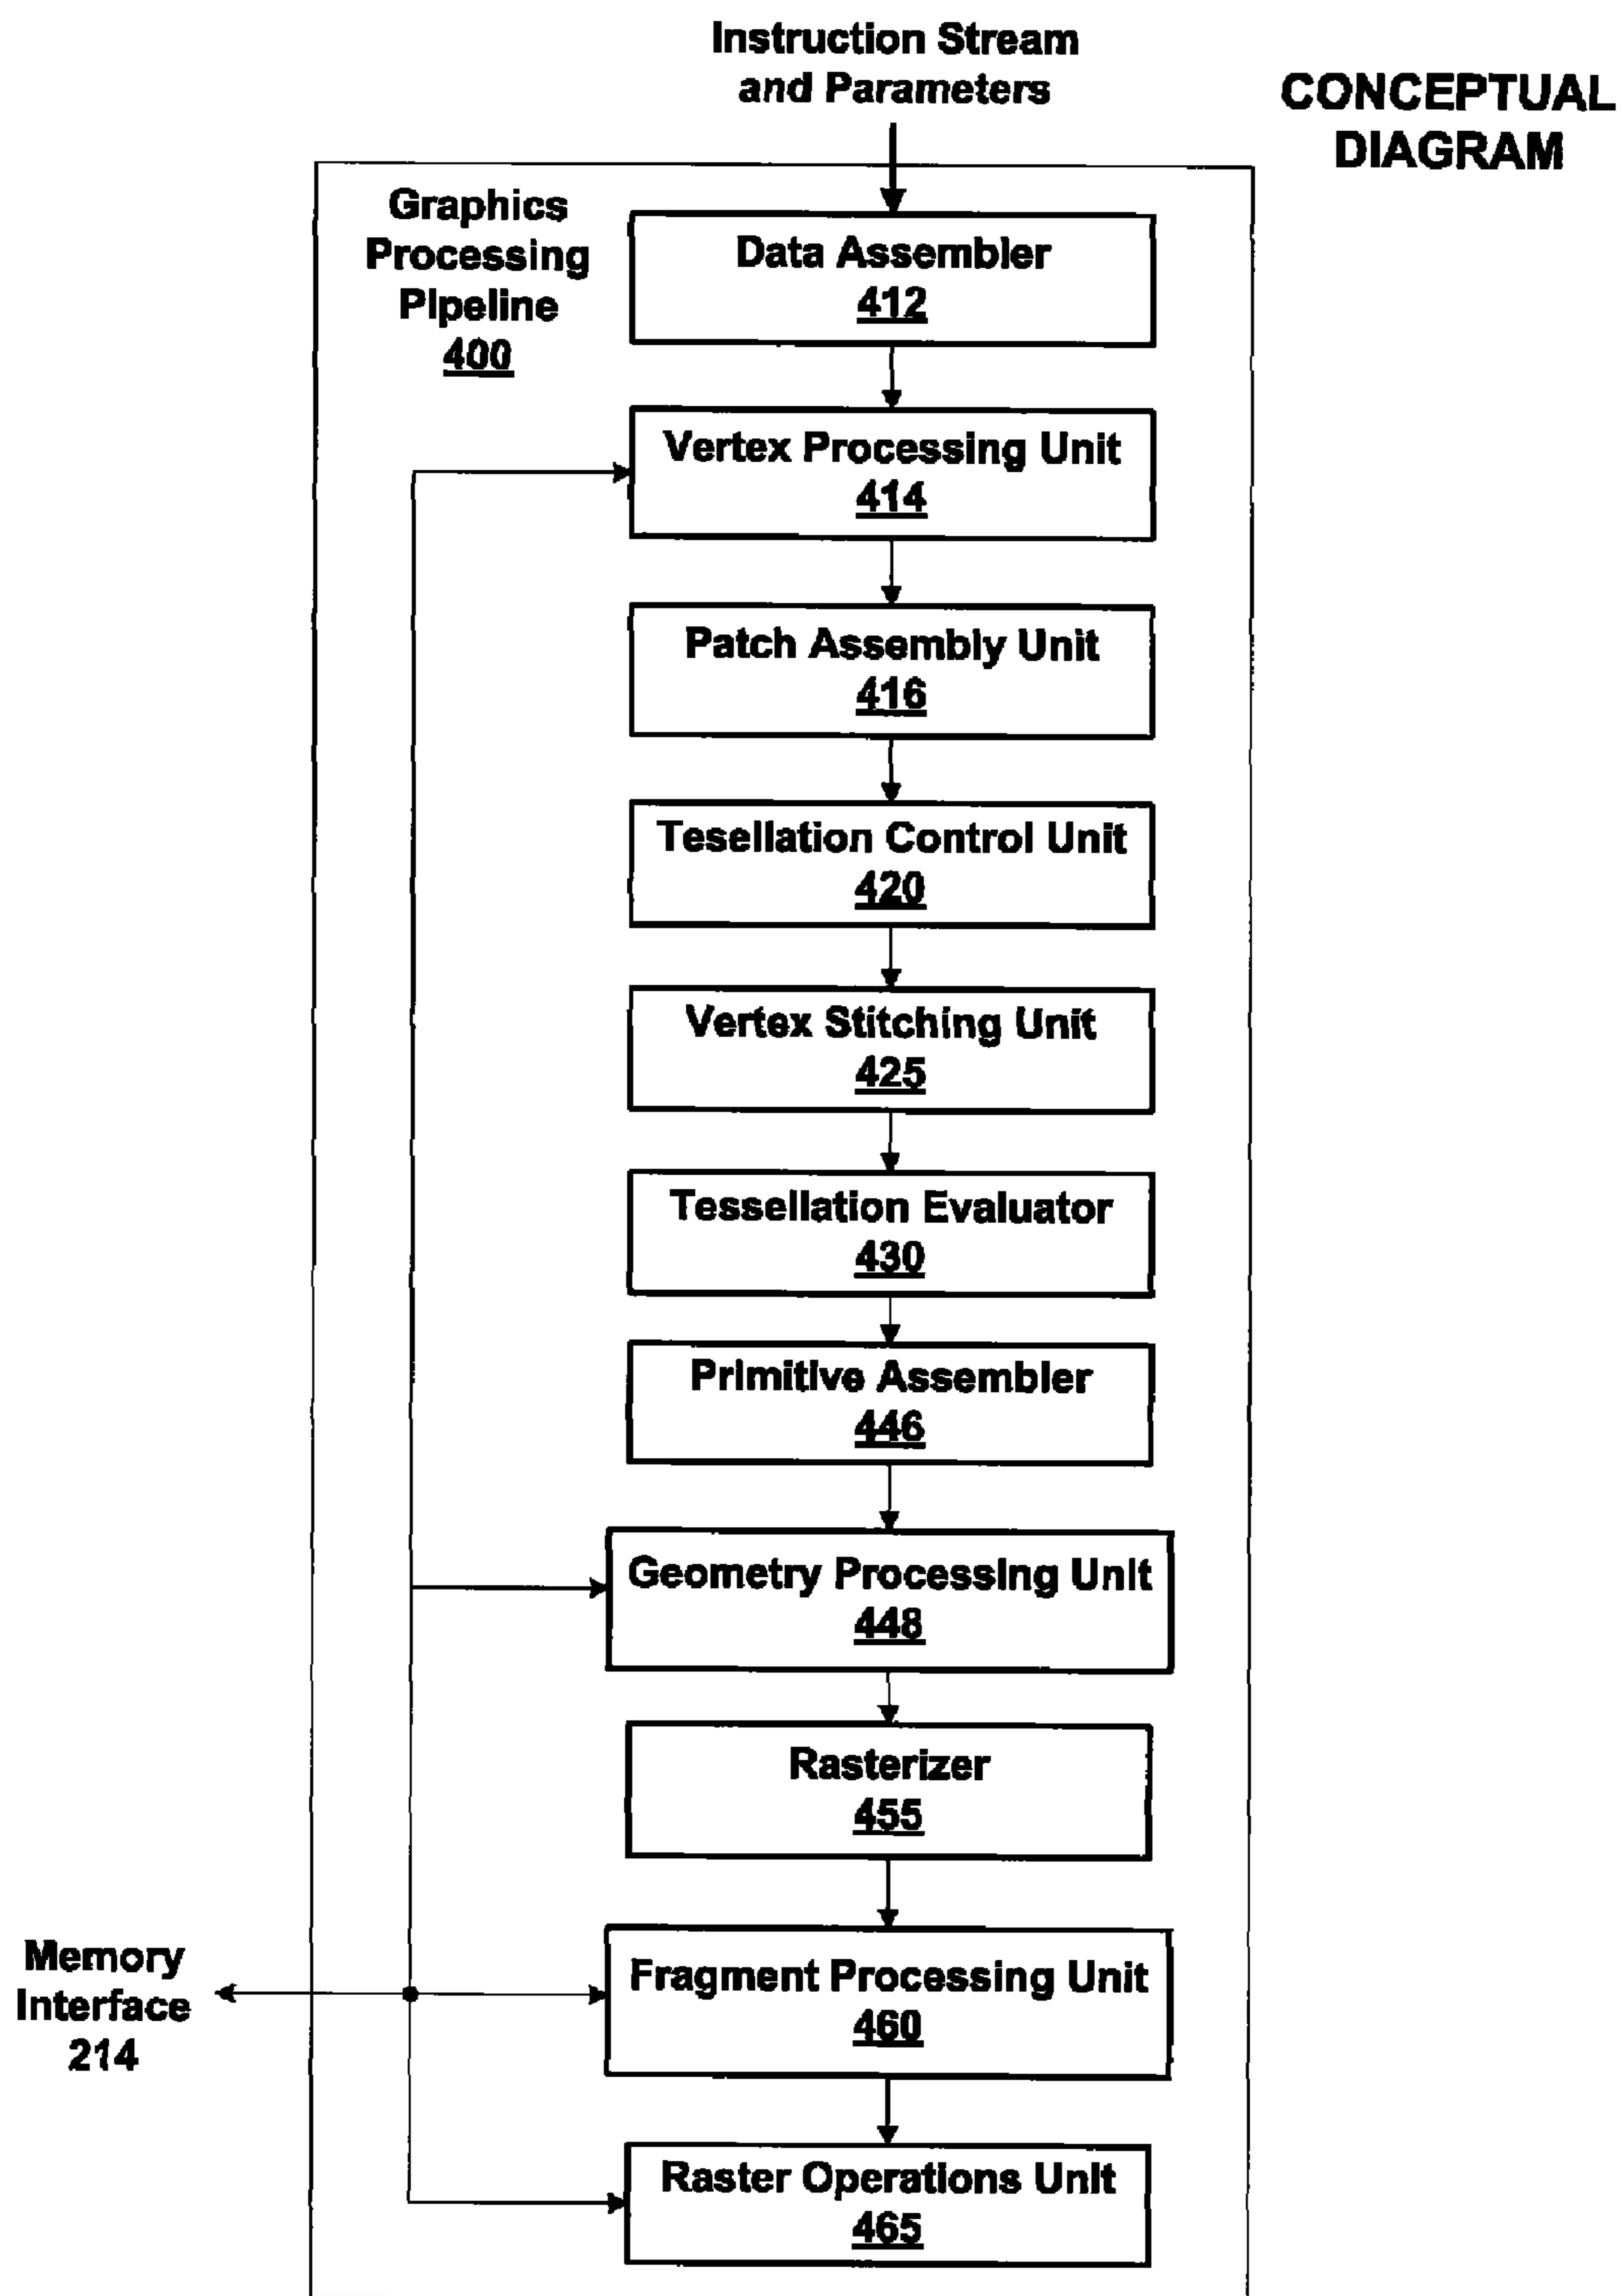 Instruction Stream
and Parameters
CONCEPTUAL
DIAGRAM
Graphics
Processing
Pipeline
400
Data Assembler
412
Vertex Processing Unit
414
Patch Assembly Unit
416
Tesellation Control Unit
420
Vertex Stitching Unit
425
Tessellation Evaluator
430
Primitive Assembler
446
Geometry Processing Unit
448
Rasterizer
455
Memory
Interface
214
Fragment Processing Unit
460
Raster Operations Unit
465